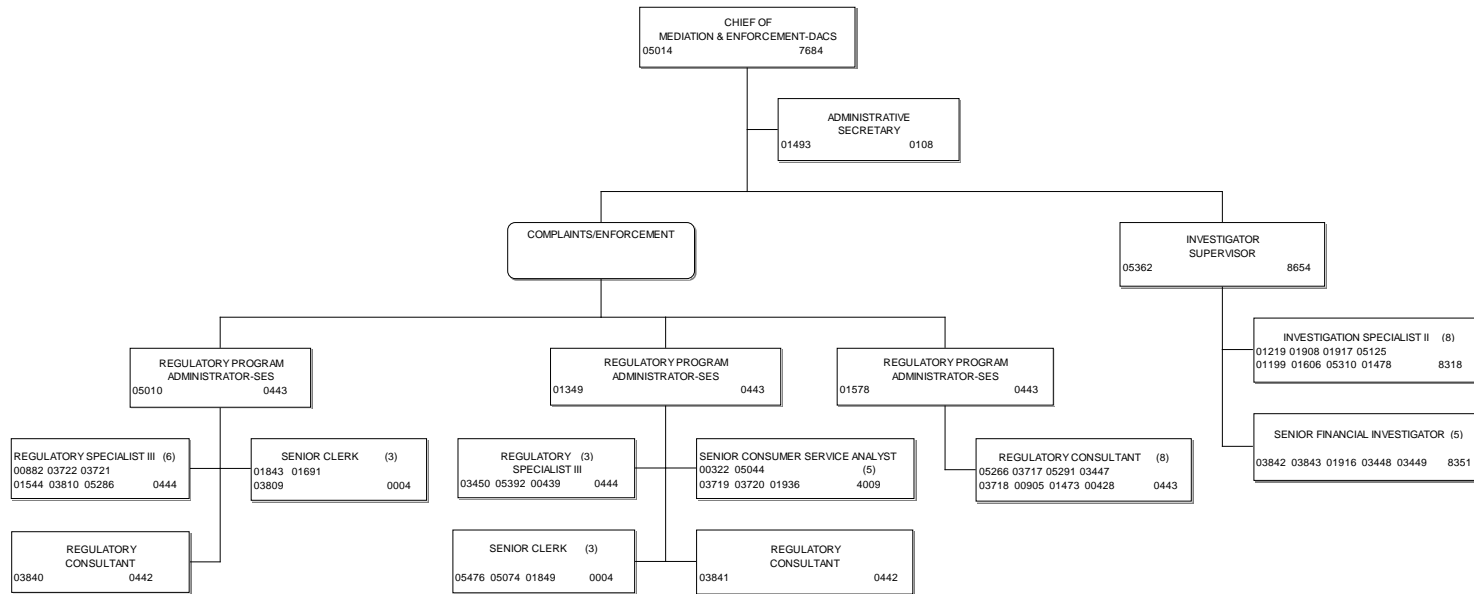 CHIEF OF
MEDIATION & ENFORCEMENT-DACS
05014 7684
ADMINISTRATIVE
SECRETARY
01493 0108
COMPLAINTS/ENFORCEMENT
INVESTIGATOR
SUPERVISOR
05362 8654
REGULATORY PROGRAM
ADMINISTRATOR-SES
05010 0443
REGULATORY PROGRAM
ADMINISTRATOR-SES
01349 0443
REGULATORY PROGRAM
ADMINISTRATOR-SES
01578 0443
INVESTIGATION SPECIALIST II (8)
01219 01908 01917 05125
01199 01606 05310 01478 8318
SENIOR FINANCIAL INVESTIGATOR (5)
03842 03843 01916 03448 03449 8351
REGULATORY SPECIALIST III (6)
00882 03722 03721
01544 03810 05286 0444
SENIOR CLERK (3)
01843 01691
03809 0004
REGULATORY (3)
SPECIALIST III
03450 05392 00439 0444
SENIOR CONSUMER SERVICE ANALYST
00322 05044 (5)
03719 03720 01936 4009
REGULATORY CONSULTANT (8)
05266 03717 05291 03447
03718 00905 01473 00428 0443
REGULATORY
CONSULTANT
03840 0442
SENIOR CLERK (3)
05476 05074 01849 0004
REGULATORY
CONSULTANT
03841 0442